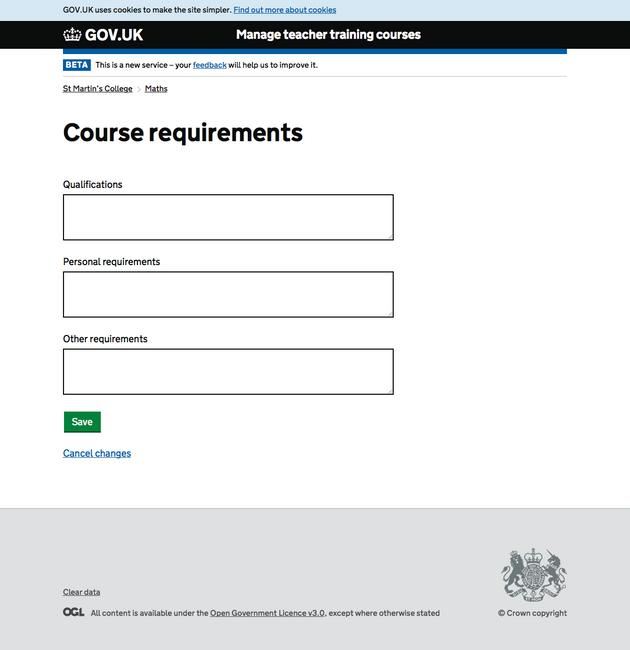 GOV.UK uses cookies to make the site simpler. Find out more about cookies
GOV.UK Manage teacher training courses
BETA This is a new service – your feedback will help us to improve it.
St Martin's College > Maths
Course requirements
Qualifications
Personal requirements
Other requirements
Save
Cancel changes
Clear data
OGL All content is available under the Open Government Licence v3.0, except where otherwise stated
© Crown copyright